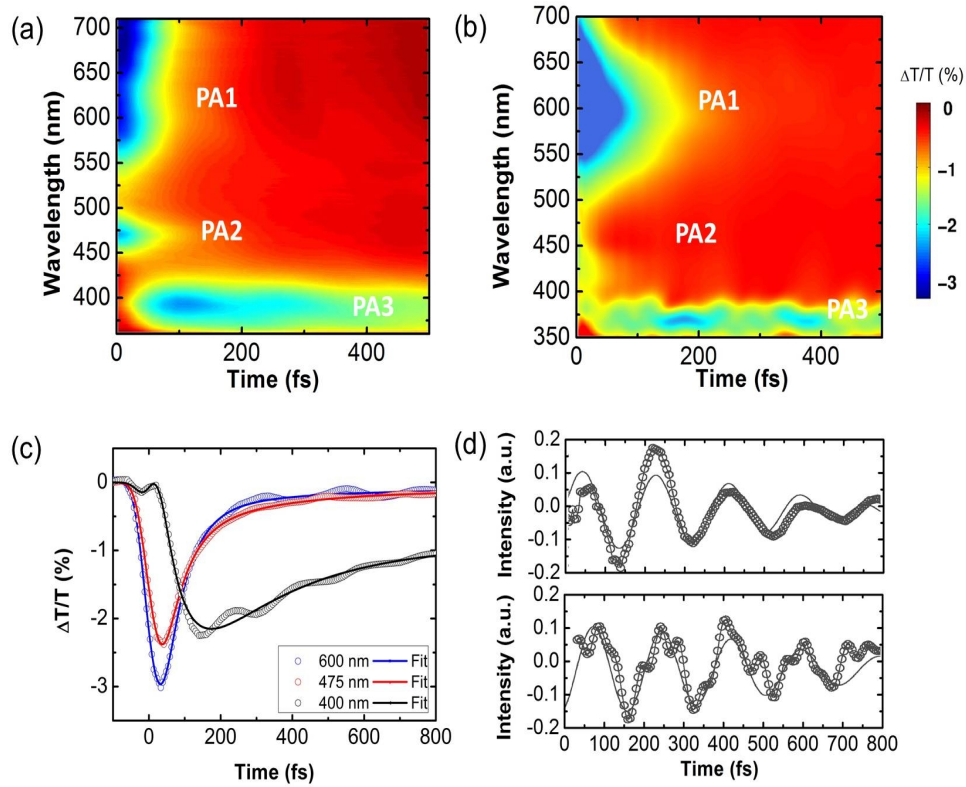 (a)
700
650
600
550
500
450
400
Wavelength (nm)
PA1
PA2
PA3
0
200
400
Time (fs)
(b)
700
650
600
550
500
450
400
350
Wavelength (nm)
PA1
PA2
PA3
0
200
400
Time (fs)
ΔT/T (%)
0
−1
−2
−3
(c)
0
-1
-2
-3
ΔT/T (%)
600 nm Fit
475 nm Fit
400 nm Fit
0 200 400 600 800
Time (fs)
(d)
0.2
0.1
0.0
-0.1
-0.2
Intensity (a.u.)
0.2
0.1
0.0
-0.1
-0.2
Intensity (a.u.)
0 100 200 300 400 500 600 700 800
Time (fs)